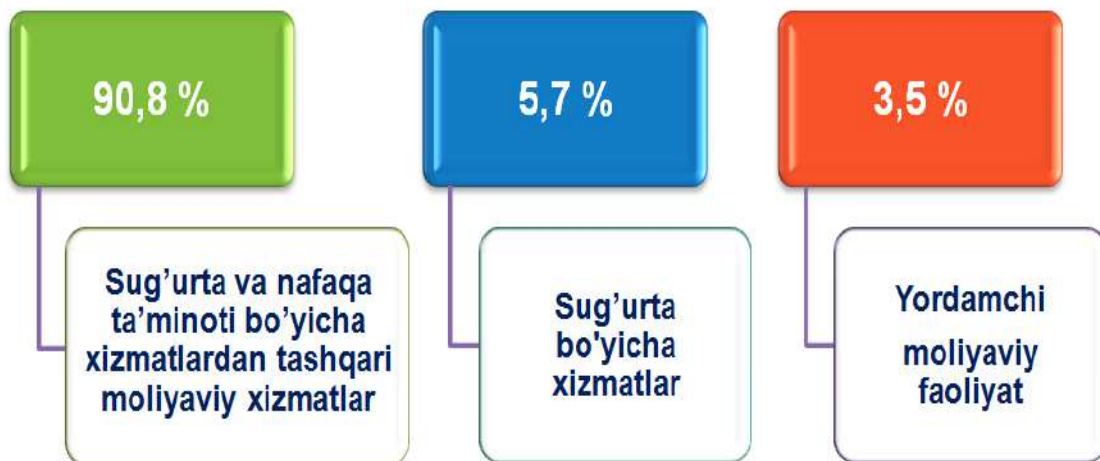 90,8 %
5,7 %
3,5 %
Sug’urta va nafaqa
ta’minoti bo’yicha
xizmatlardan tashqari
moliyaviy xizmatlar
Sug’urta
bo'yicha
xizmatlar
Yordamchi
moliyaviy
faoliyat